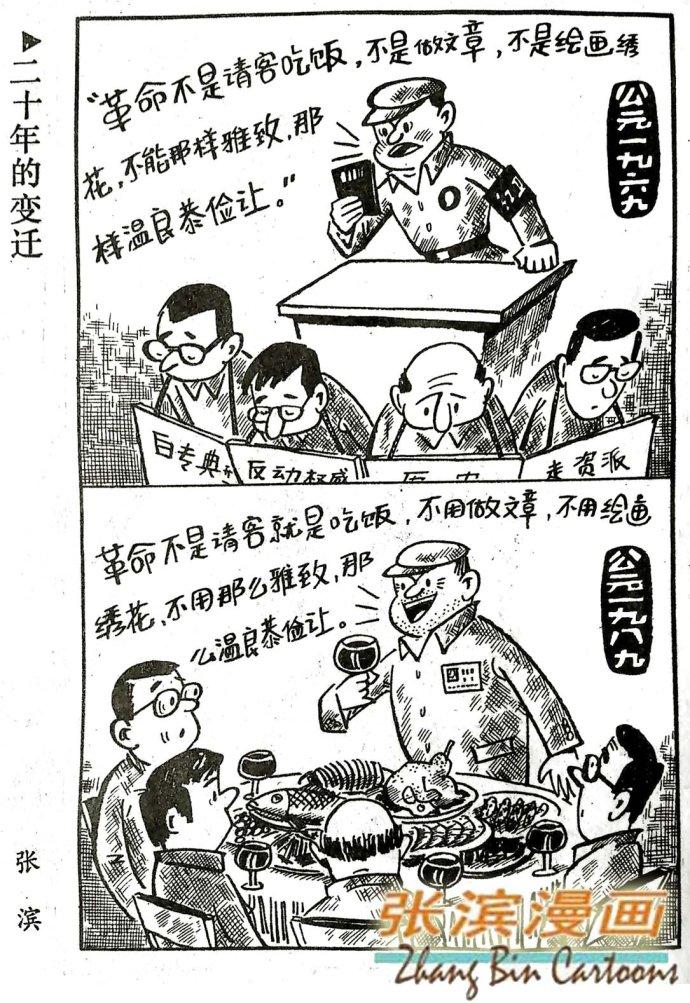 ▶二十年的变迁
张滨
公元一九六九
“革命不是请客吃饭，不是做文章，不是绘画绣
花，不能那样雅致，那
样温良恭俭让。”
白专典
反动权威
历史
走资派
公元一九八九
革命不是请客就是吃饭，不用做文章，不用绘画
绣花，不用那么雅致，那
么温良恭俭让。
张滨漫画
Zhang Bin Cartoons